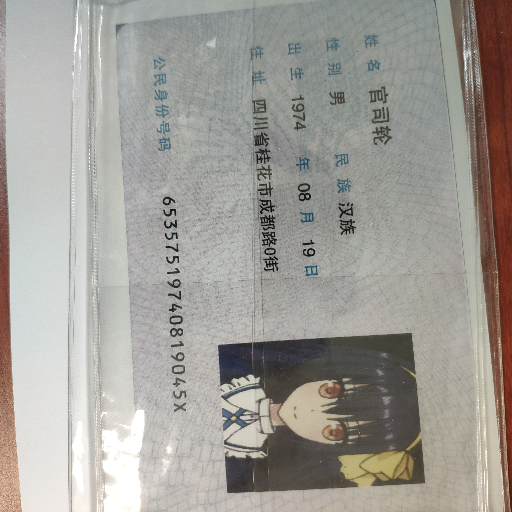 姓名 官司轮
性别 男 民族 汉族
出生 1974 年 08 月 19 日
住址 四川省桂花市成都路0街
公民身份号码 65357519740819045X